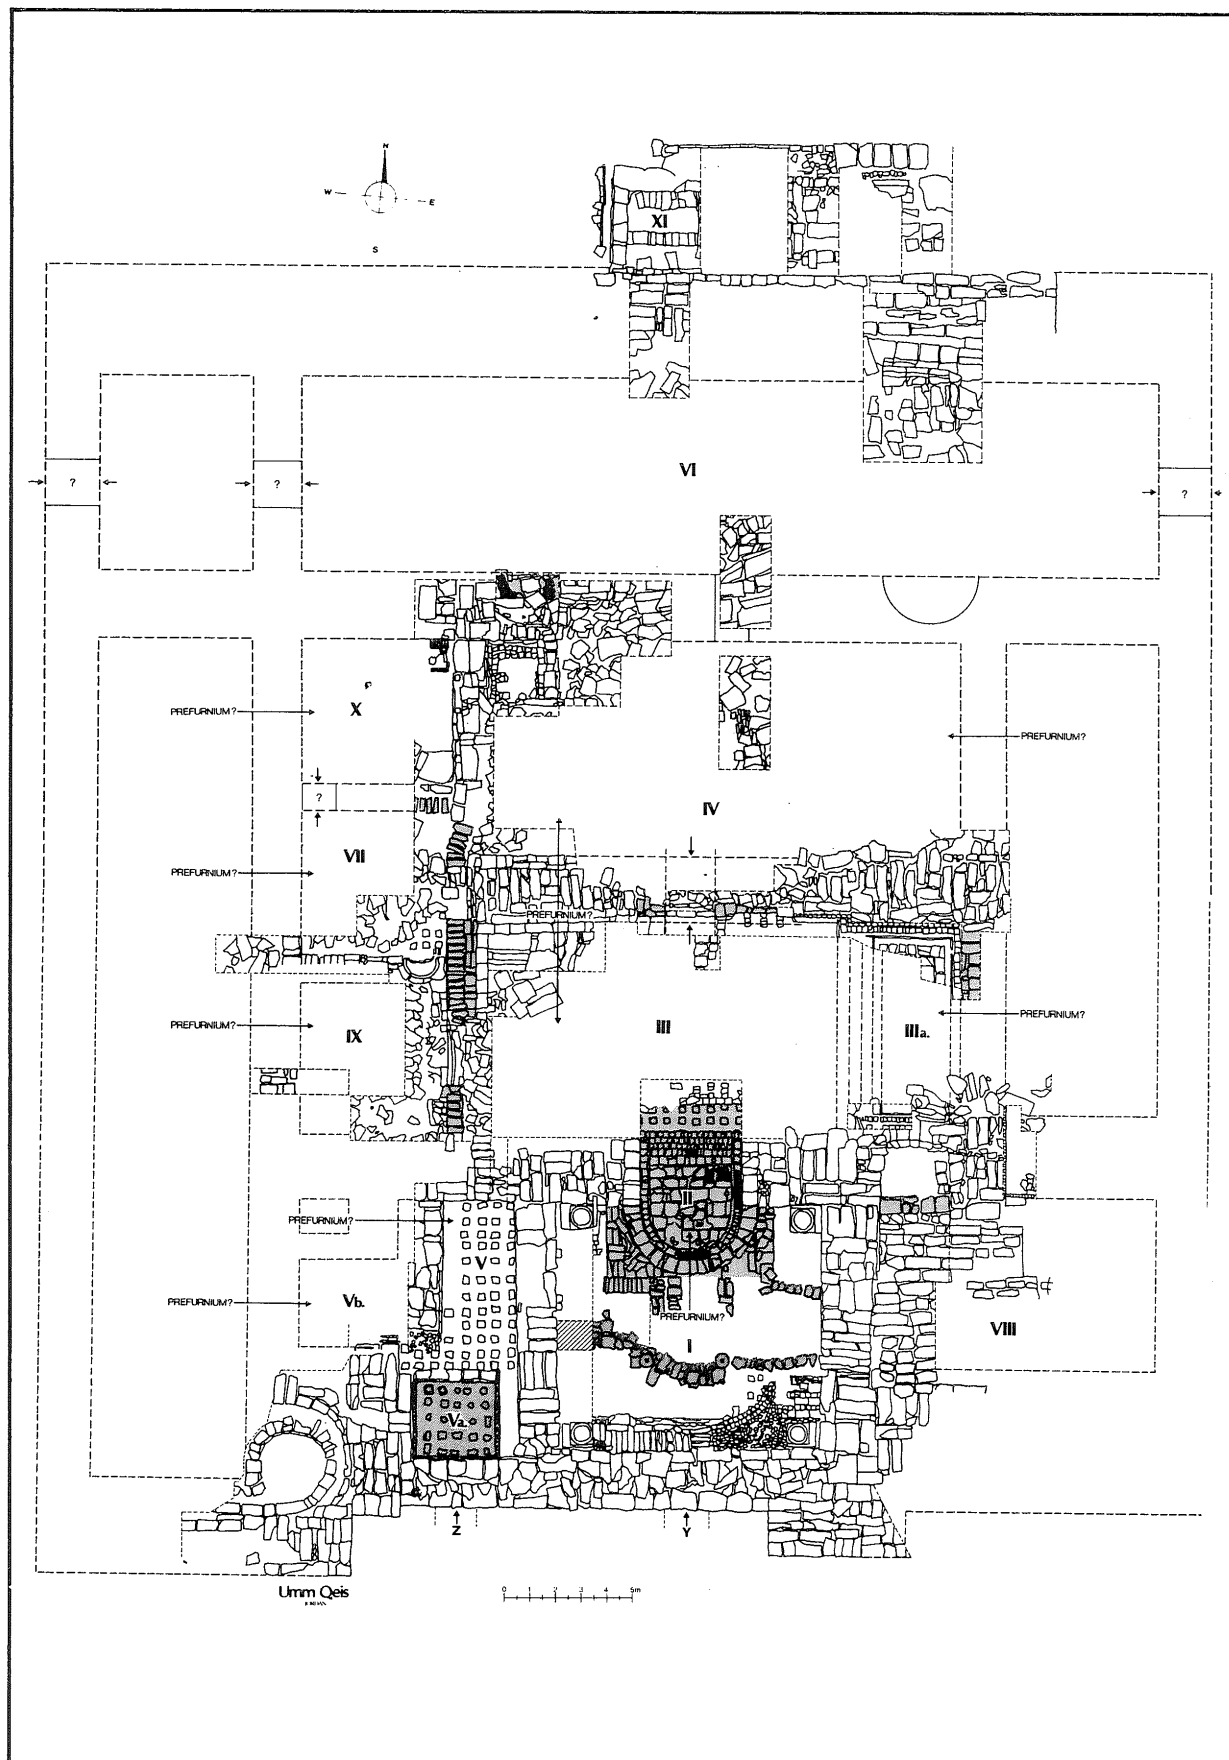 N
W E
S
XI
VI
? ? ?
X
PREFURNIUM?
PREFURNIUM?
?
IV
VII
PREFURNIUM?
PREFURNIUM?
PREFURNIUM?
IX
III
IIIa.
PREFURNIUM?
II
PREFURNIUM?
V
PREFURNIUM?
Vb.
PREFURNIUM?
I
VIII
Va.
Z Y
Umm Qeis
JORDAN
0 1 2 3 4 5m